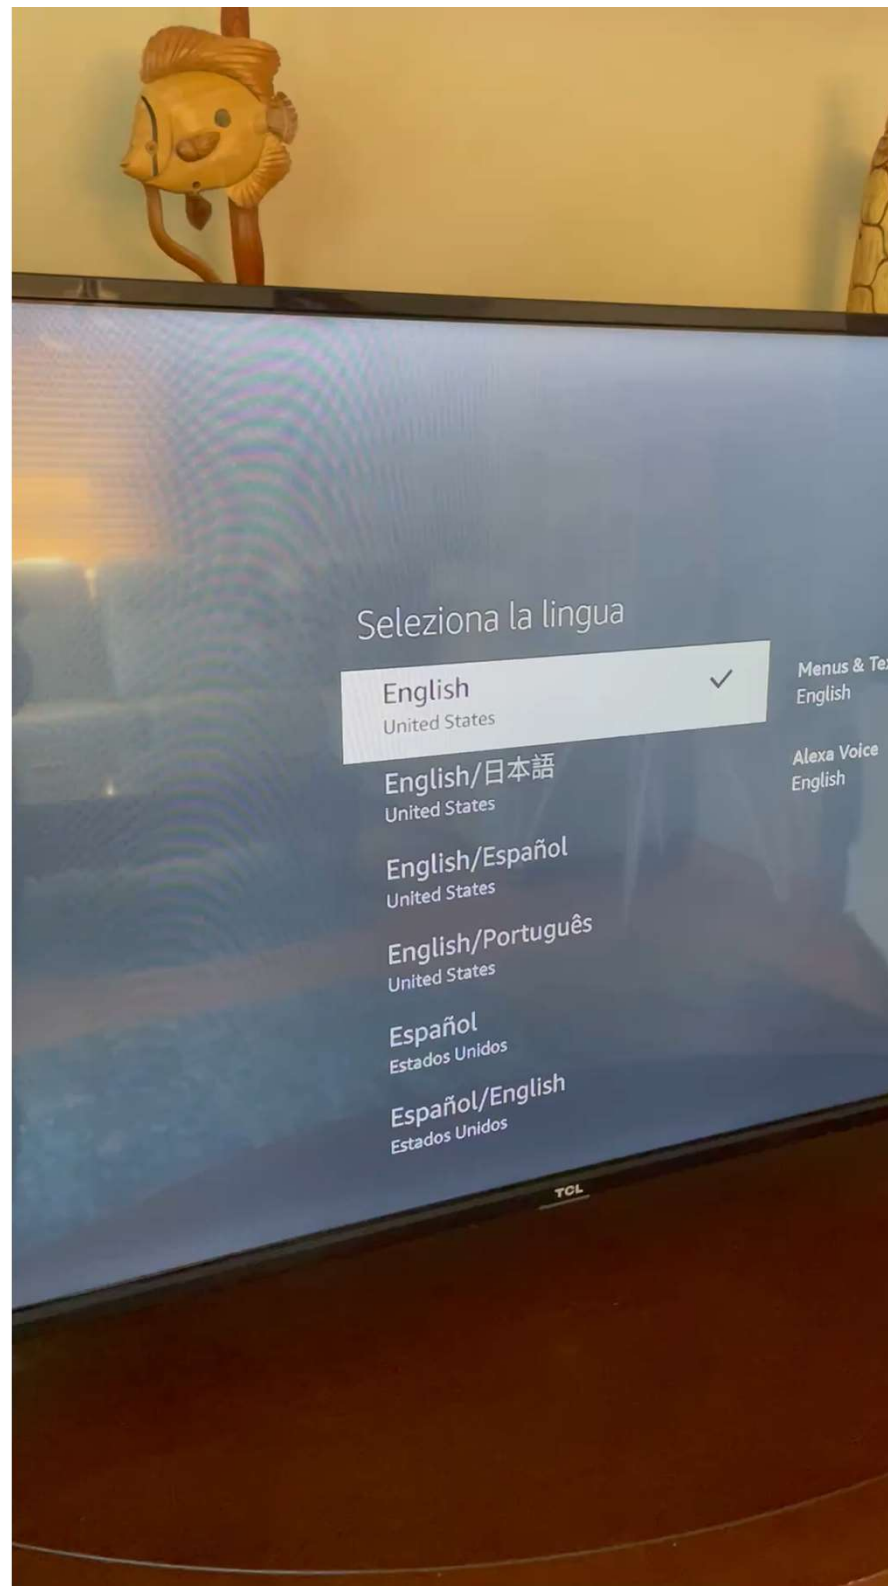 Seleziona la lingua
English
United States
English/日本語
United States
English/Español
United States
English/Português
United States
Español
Estados Unidos
Español/English
Estados Unidos
Menus &
English
Alexa Voice
English
TCL